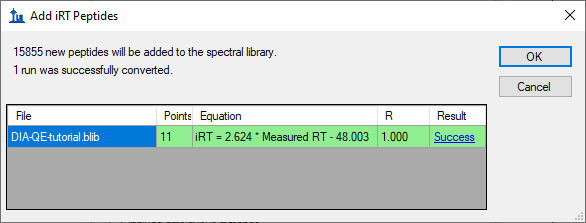 Add iRT Peptides
15855 new peptides will be added to the spectral library.
1 run was successfully converted.
OK
Cancel
File Points Equation R Result
DIA-QE-tutorial.blib 11 iRT = 2.624 * Measured RT - 48.003 1.000 Success